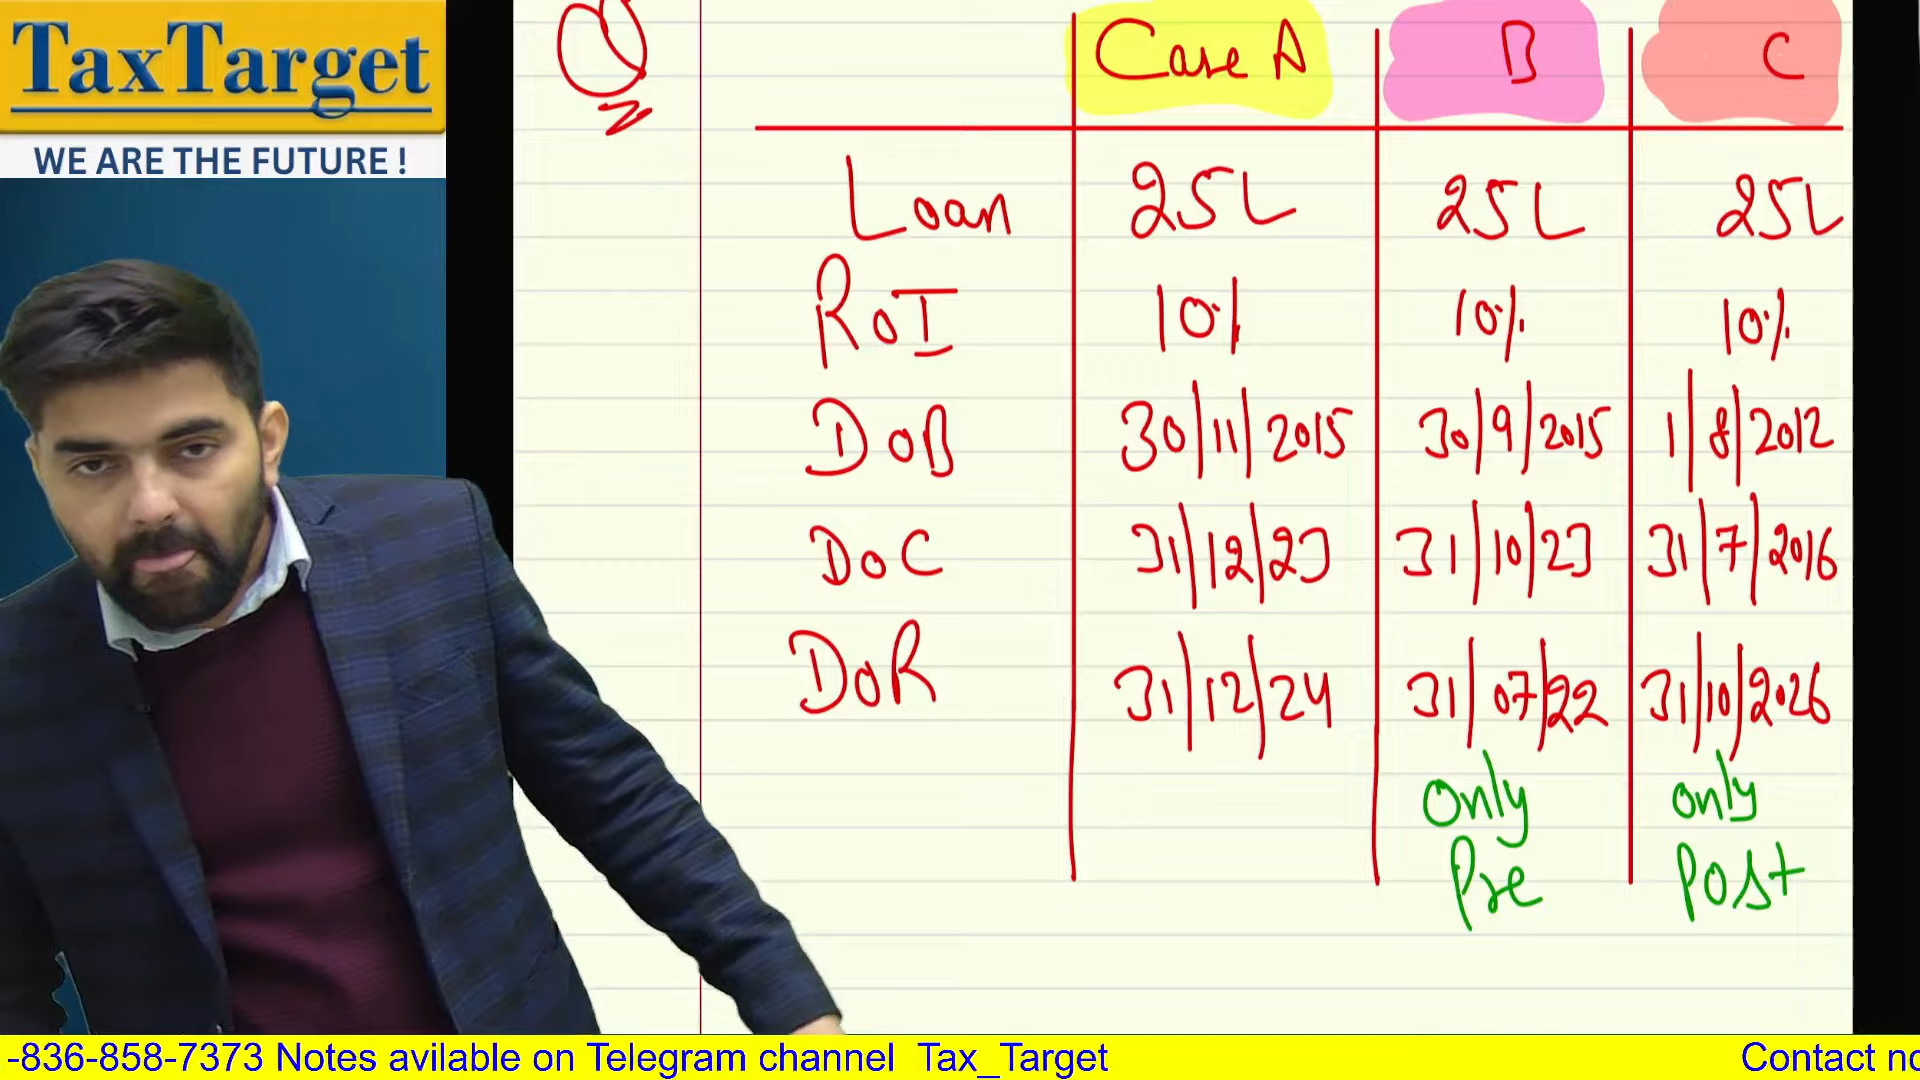 TaxTarget
WE ARE THE FUTURE !
Q
Case A B C
Loan 25L 25L 25L
RoI 10% 10% 10%
DoB 30/11/2015 30/9/2015 1/8/2012
DoC 31/12/23 31/10/23 31/7/2016
DoR 31/12/24 31/07/22 31/10/2026
only only
Pre Post
-836-858-7373 Notes avilable on Telegram channel Tax_Target Contact no